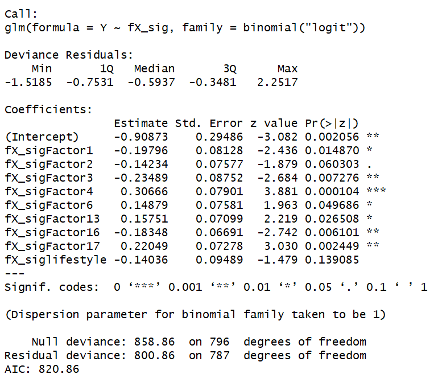 Call:
glm(formula = Y ~ fX_sig, family = binomial("logit"))
Deviance Residuals:
Min 1Q Median 3Q Max
-1.5185 -0.7531 -0.5937 -0.3481 2.2517
Coefficients:
Estimate Std. Error z value Pr(>|z|)
(Intercept) -0.90873 0.29486 -3.082 0.002056 **
fX_sigFactor1 -0.19796 0.08128 -2.436 0.014870 *
fX_sigFactor2 -0.14234 0.07577 -1.879 0.060303 .
fX_sigFactor3 -0.23489 0.08752 -2.684 0.007276 **
fX_sigFactor4 0.30666 0.07901 3.881 0.000104 ***
fX_sigFactor6 0.14879 0.07581 1.963 0.049686 *
fX_sigFactor13 0.15751 0.07099 2.219 0.026508 *
fX_sigFactor16 -0.18348 0.06691 -2.742 0.006101 **
fX_sigFactor17 0.22049 0.07278 3.030 0.002449 **
fX_siglifestyle -0.14036 0.09489 -1.479 0.139085
---
Signif. codes: 0 ‘***’ 0.001 ‘**’ 0.01 ‘*’ 0.05 ‘.’ 0.1 ‘ ’ 1
(Dispersion parameter for binomial family taken to be 1)
Null deviance: 858.86 on 796 degrees of freedom
Residual deviance: 800.86 on 787 degrees of freedom
AIC: 820.86